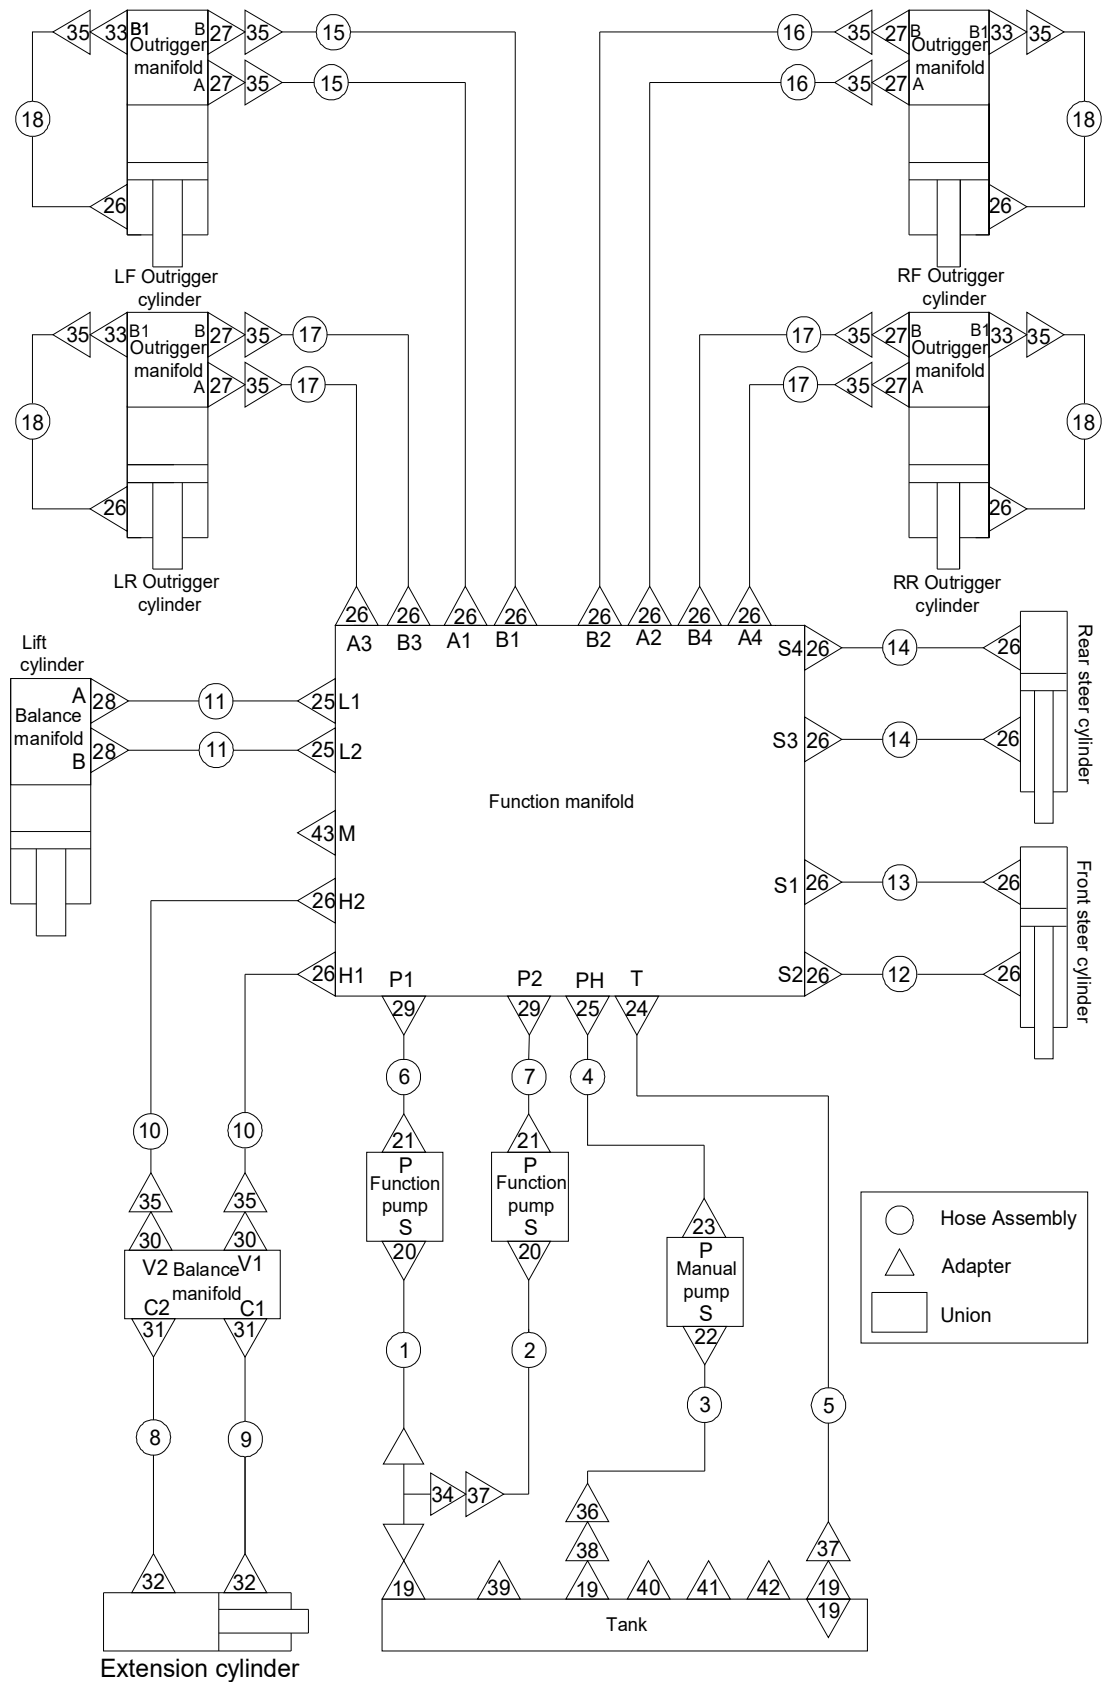 35 33 B1 B 27 35 15
Outrigger
manifold
A 27 35 15
18
26
LF Outrigger
cylinder
16 35 27 B B1 33 35
Outrigger
manifold
16 35 27 A
18
26
RF Outrigger
cylinder
35 33 B1 B 27 35 17
Outrigger
manifold
A 27 35 17
18
26
LR Outrigger
cylinder
17 35 27 B B1 33 35
Outrigger
manifold
17 35 27 A
18
26
RR Outrigger
cylinder
26 26 26 26 26 26 26 26
A3 B3 A1 B1 B2 A2 B4 A4
Lift
cylinder
A 28 11 25 L1
Balance
manifold
B 28 11 25 L2
43 M
26 H2
26 H1
Function manifold
S4 26 14 26
S3 26 14 26
Rear steer cylinder
S1 26 13 26
S2 26 12 26
Front steer cylinder
P1 P2 PH T
29 29 25 24
6 7 4
10 10
35 35
30 30
V2 Balance V1
manifold
C2 C1
31 31
8 9
32 32
Extension cylinder
21
P
Function
pump
S
20
1
21
P
Function
pump
S
20
2
34 37
23
P
Manual
pump
S
22
3
36
38
5
37
19 39 19 40 41 42 19
19
Tank
Hose Assembly
Adapter
Union